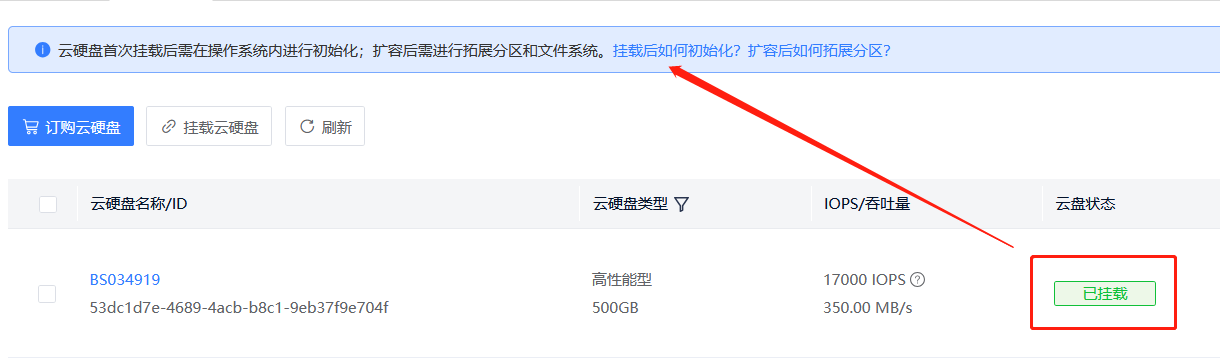 云硬盘首次挂载后需在操作系统内进行初始化；扩容后需进行拓展分区和文件系统。挂载后如何初始化？扩容后如何拓展分区？
订购云硬盘 挂载云硬盘 刷新
云硬盘名称/ID 云硬盘类型 IOPS/吞吐量 云盘状态
BS034919 高性能型 17000 IOPS
53dc1d7e-4689-4acb-b8c1-9eb37f9e704f 500GB 350.00 MB/s
已挂载